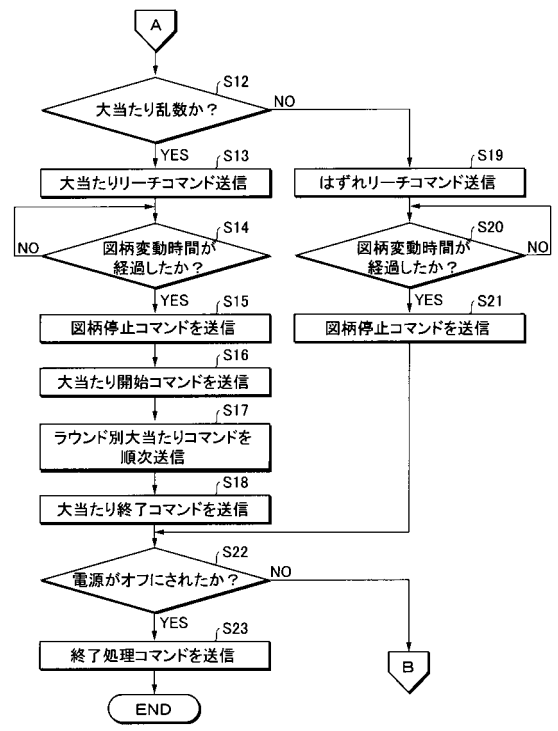 A
S12
大当たり乱数か?
NO
YES
S13
大当たりリーチコマンド送信
S19
はずれリーチコマンド送信
S14
図柄変動時間が
経過したか?
NO
YES
S20
図柄変動時間が
経過したか?
NO
YES
S15
図柄停止コマンドを送信
S21
図柄停止コマンドを送信
S16
大当たり開始コマンドを送信
S17
ラウンド別大当たりコマンドを
順次送信
S18
大当たり終了コマンドを送信
S22
電源がオフにされたか?
NO
YES
S23
終了処理コマンドを送信
B
END